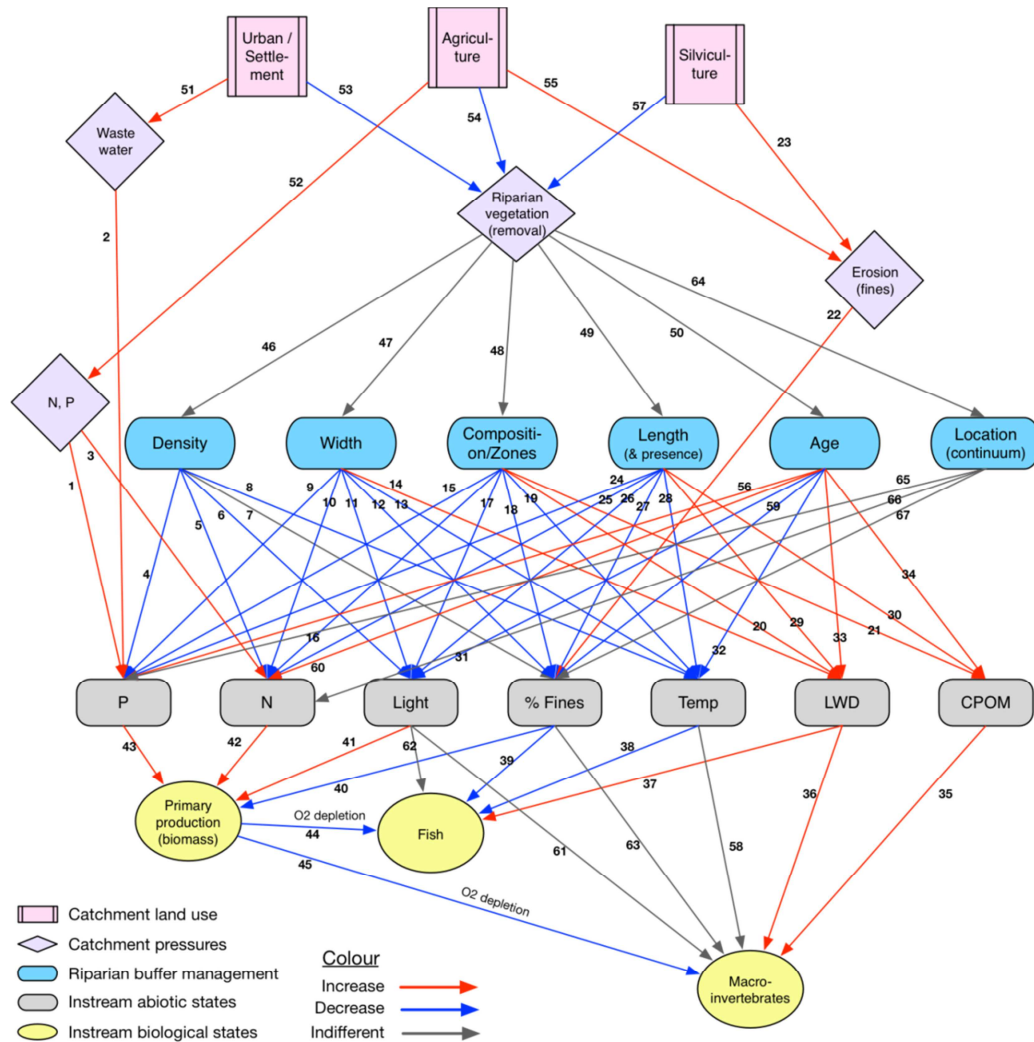 Urban /
Settle-
ment
Agricul-
ture
Silvicul-
ture
51
53
54
55
57
23
Waste
water
52
2
Riparian
vegetation
(removal)
Erosion
(fines)
64
22
46
47
48
49
50
N, P
Density
Width
Compositi-
on/Zones
Length
(& presence)
Age
Location
(continuum)
1
3
8
9
14
15
24
56
65
5
6
7
10
11
12
13
17
18
19
25
26
27
28
59
66
67
4
34
16
60
31
20
29
33
30
21
32
P
N
Light
% Fines
Temp
LWD
CPOM
43
42
41
62
40
39
38
37
36
35
Primary
production
(biomass)
O2 depletion
44
45
Fish
61
63
58
O2 depletion
Macro-
invertebrates
Catchment land use
Catchment pressures
Riparian buffer management
Instream abiotic states
Instream biological states
Colour
Increase
Decrease
Indifferent